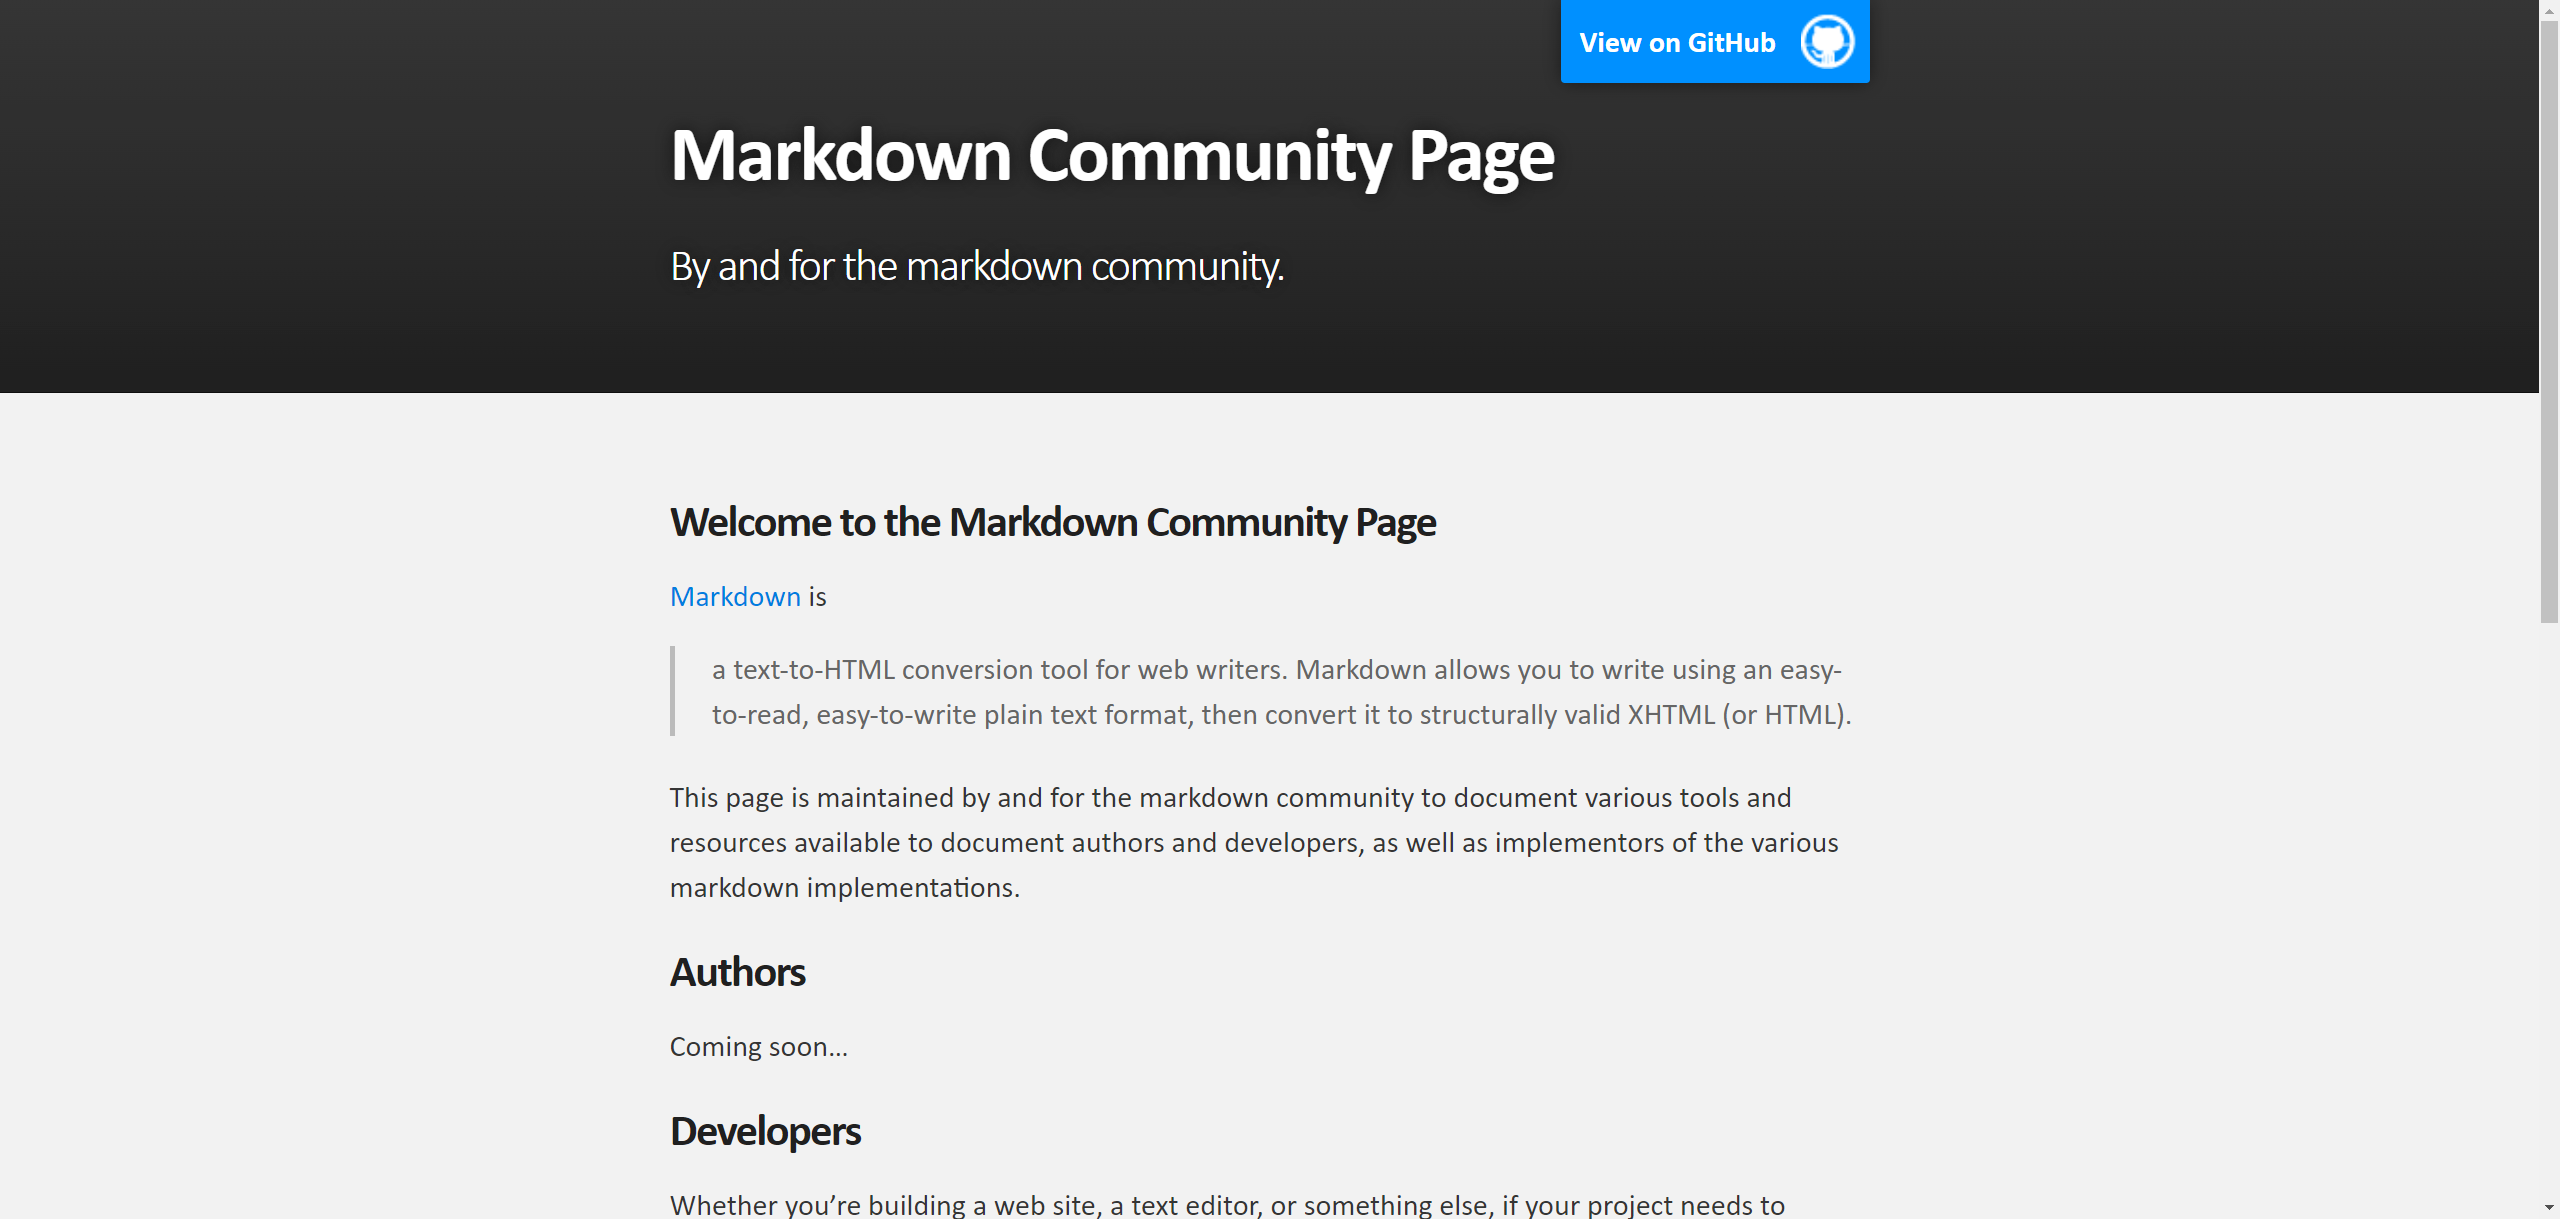 View on GitHub
Markdown Community Page
By and for the markdown community.
Welcome to the Markdown Community Page
Markdown is
a text-to-HTML conversion tool for web writers. Markdown allows you to write using an easy-
to-read, easy-to-write plain text format, then convert it to structurally valid XHTML (or HTML).
This page is maintained by and for the markdown community to document various tools and
resources available to document authors and developers, as well as implementors of the various
markdown implementations.
Authors
Coming soon…
Developers
Whether you’re building a web site, a text editor, or something else, if your project needs to